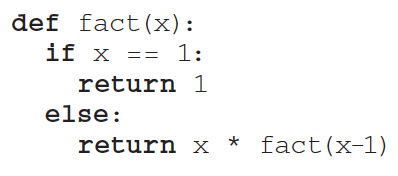 def fact(x):
  if x == 1:
    return 1
  else:
    return x * fact(x-1)